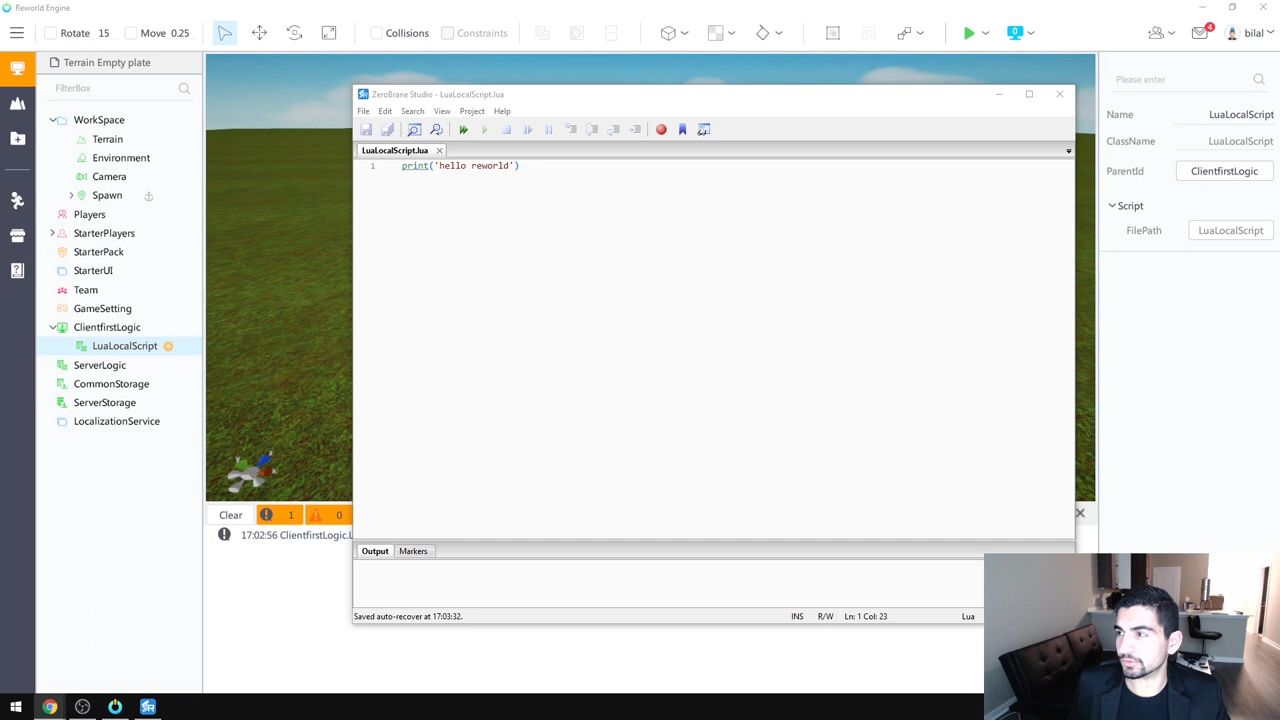 Reworld Engine
Rotate 15 Move 0.25 Collisions Constraints 0 4 bilal
Terrain Empty plate
FilterBox
WorkSpace
Terrain
Environment
Camera
Spawn
Players
StarterPlayers
StarterPack
StarterUI
Team
GameSetting
ClientfirstLogic
LuaLocalScript
ServerLogic
CommonStorage
ServerStorage
LocalizationService
ZeroBrane Studio - LuaLocalScript.lua
File Edit Search View Project Help
LuaLocalScript.lua
1 print('hello reworld')
Output Markers
Saved auto-recover at 17:03:32. INS R/W Ln: 1 Col: 23 Lua
Clear 1 0
17:02:56 ClientfirstLogic.
Please enter
Name LuaLocalScript
ClassName LuaLocalScript
ParentId ClientfirstLogic
Script
FilePath LuaLocalScript